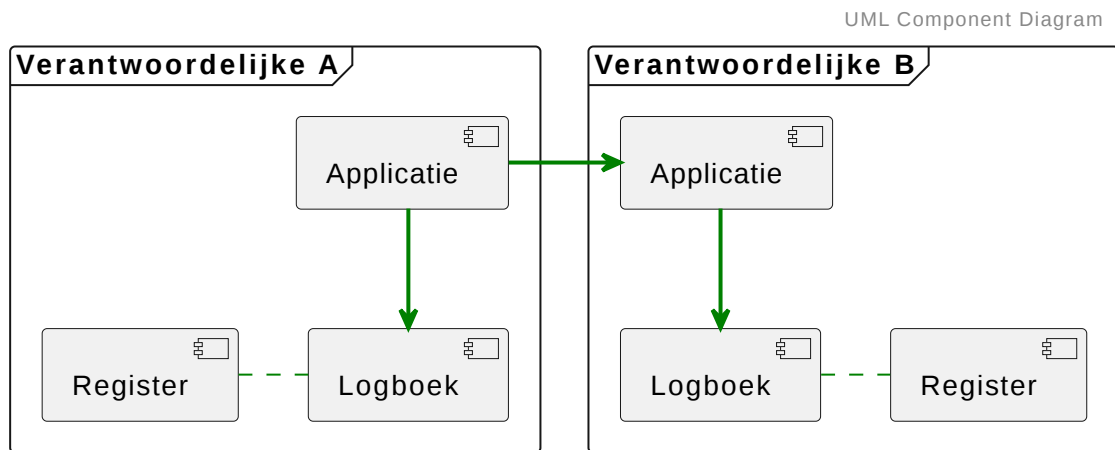 UML Component Diagram
Verantwoordelijke A
Verantwoordelijke B
Applicatie
Applicatie
Register
Logboek
Logboek
Register